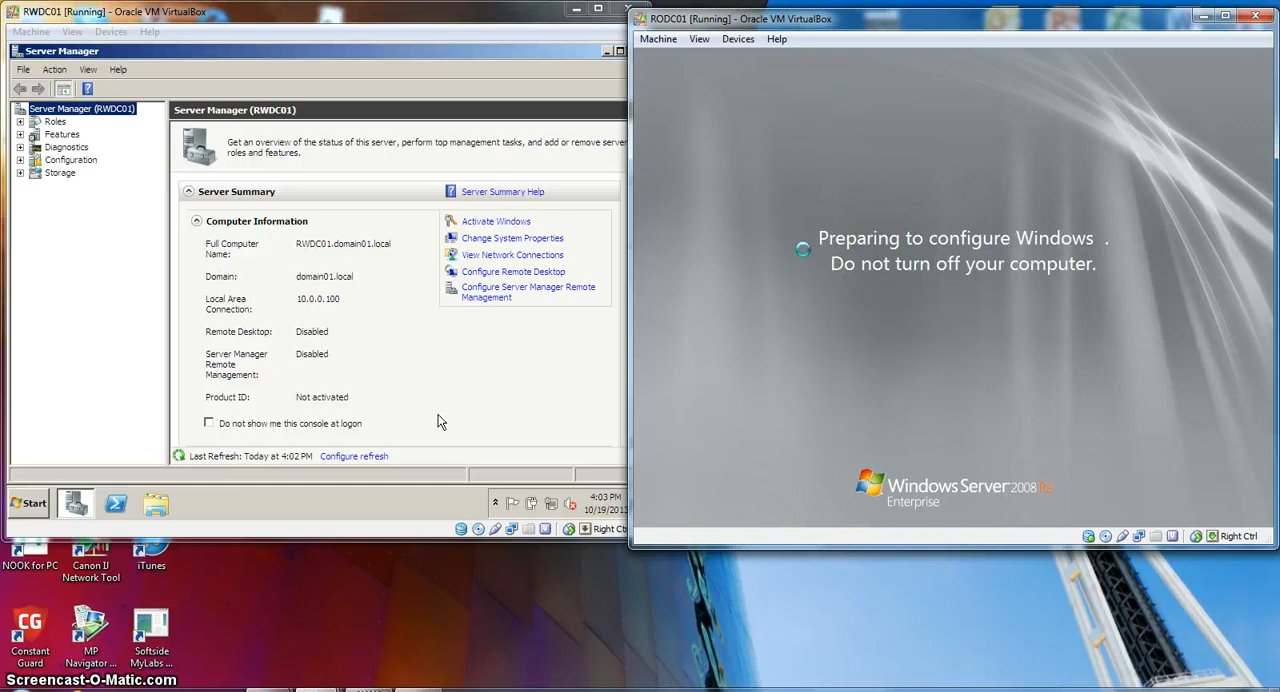 RWDC01 [Running] - Oracle VM VirtualBox
Machine View Devices Help
Server Manager
File Action View Help
Server Manager (RWDC01)
Roles
Features
Diagnostics
Configuration
Storage
Server Manager (RWDC01)
Get an overview of the status of this server, perform top management tasks, and add or remove server
roles and features.
Server Summary
Server Summary Help
Computer Information
Full Computer
Name:
RWDC01.domain01.local
Domain:
domain01.local
Local Area
Connection:
10.0.0.100
Remote Desktop:
Disabled
Server Manager
Remote
Management:
Disabled
Product ID:
Not activated
Do not show me this console at logon
Activate Windows
Change System Properties
View Network Connections
Configure Remote Desktop
Configure Server Manager Remote
Management
Last Refresh: Today at 4:02 PM Configure refresh
Start
4:03 PM
10/19/2013
Right Ctrl
RODC01 [Running] - Oracle VM VirtualBox
Machine View Devices Help
Preparing to configure Windows .
Do not turn off your computer.
Windows Server 2008 R2
Enterprise
Right Ctrl
NOOK for PC
Canon IJ
Network Tool
iTunes
CG
Constant
Guard
MP
Navigator ...
Softside
MyLabs ...
Screencast-O-Matic.com